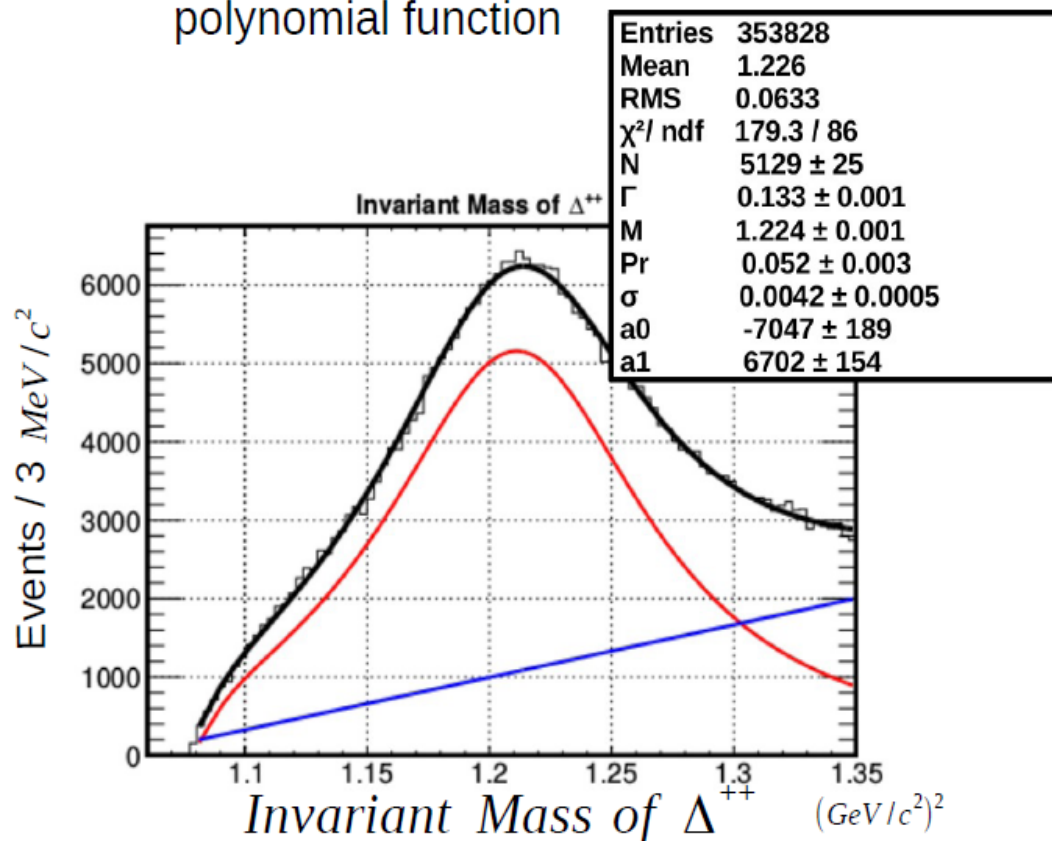 polynomial function
Entries 353828
Mean 1.226
RMS 0.0633
χ²/ ndf 179.3 / 86
N 5129 ± 25
Γ 0.133 ± 0.001
M 1.224 ± 0.001
Pr 0.052 ± 0.003
σ 0.0042 ± 0.0005
a0 -7047 ± 189
a1 6702 ± 154
Invariant Mass of Δ⁺⁺
Events / 3 MeV/c²
6000
5000
4000
3000
2000
1000
0
1.1 1.15 1.2 1.25 1.3 1.35
Invariant Mass of Δ⁺⁺ (GeV/c²)²